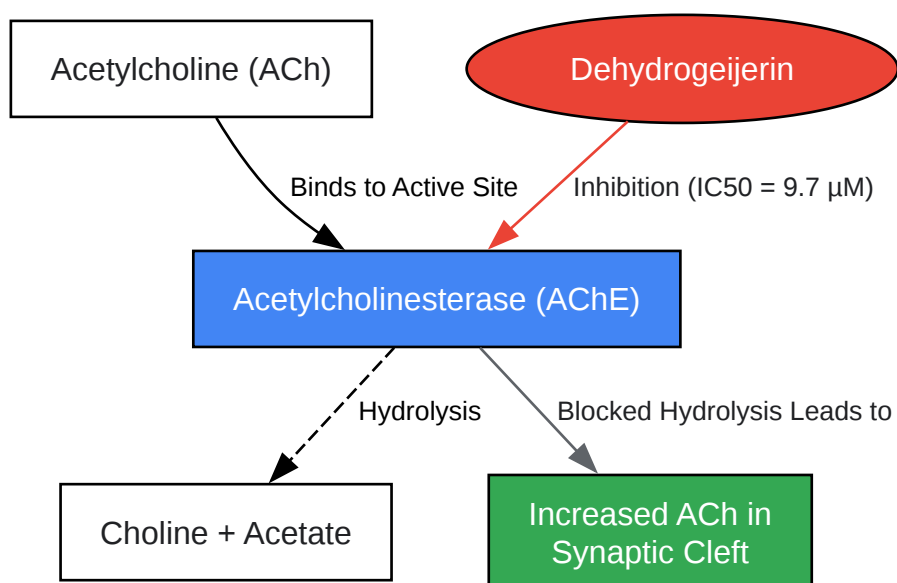 Acetylcholine (ACh)
Dehydrogeijerin
Binds to Active Site
Inhibition (IC50 = 9.7 µM)
Acetylcholinesterase (AChE)
Hydrolysis
Blocked Hydrolysis Leads to
Choline + Acetate
Increased ACh in
Synaptic Cleft